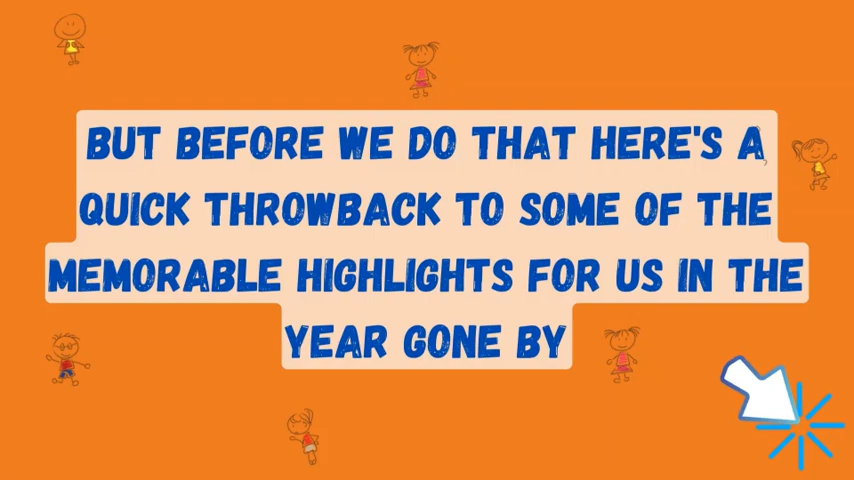 BUT BEFORE WE DO THAT HERE'S A
QUICK THROWBACK TO SOME OF THE
MEMORABLE HIGHLIGHTS FOR US IN THE
YEAR GONE BY